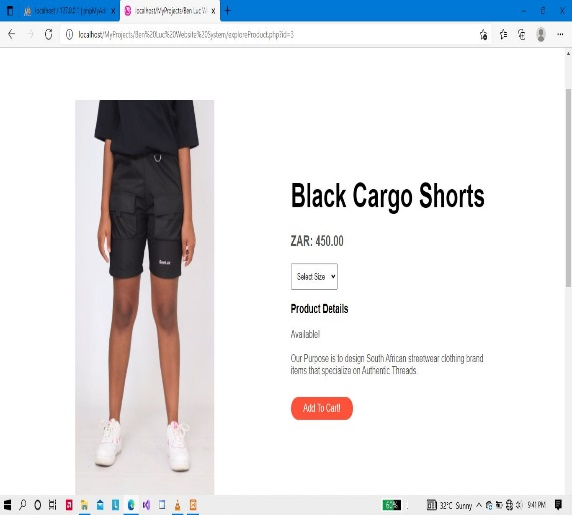 localhost / 127.0.0.1 | phpMyAd
localhost/MyProjects/Ben Luc W
localhost/MyProjects/Ben%20Luc%20Website%20System/exploreProduct.php?id=3
Black Cargo Shorts
ZAR: 450.00
Select Size
Product Details
Available!
Our Purpose is to design South African streetwear clothing brand
items that specialize on Authentic Threads.
Add To Cart!
60%
32°C Sunny
9:41 PM